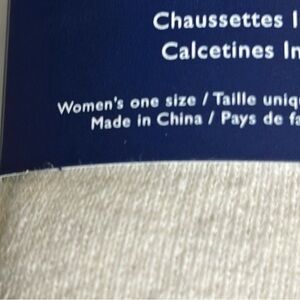 Chaussettes
Calcetines
Women's one size / Taille
Made in China / Pays de